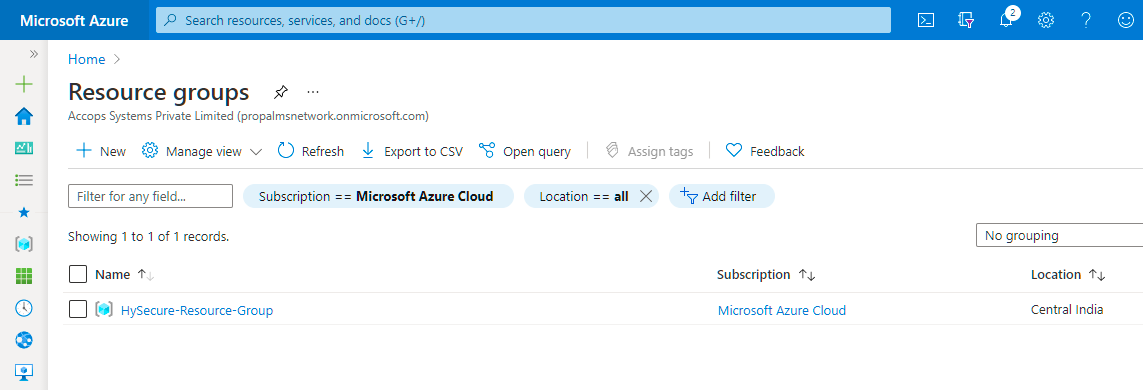 Microsoft Azure
Search resources, services, and docs (G+/)
2
Home
Resource groups
Accops Systems Private Limited (propalmsnetwork.onmicrosoft.com)
New Manage view Refresh Export to CSV Open query Assign tags Feedback
Filter for any field... Subscription == Microsoft Azure Cloud Location == all Add filter
Showing 1 to 1 of 1 records.
No grouping
Name Subscription Location
HySecure-Resource-Group Microsoft Azure Cloud Central India